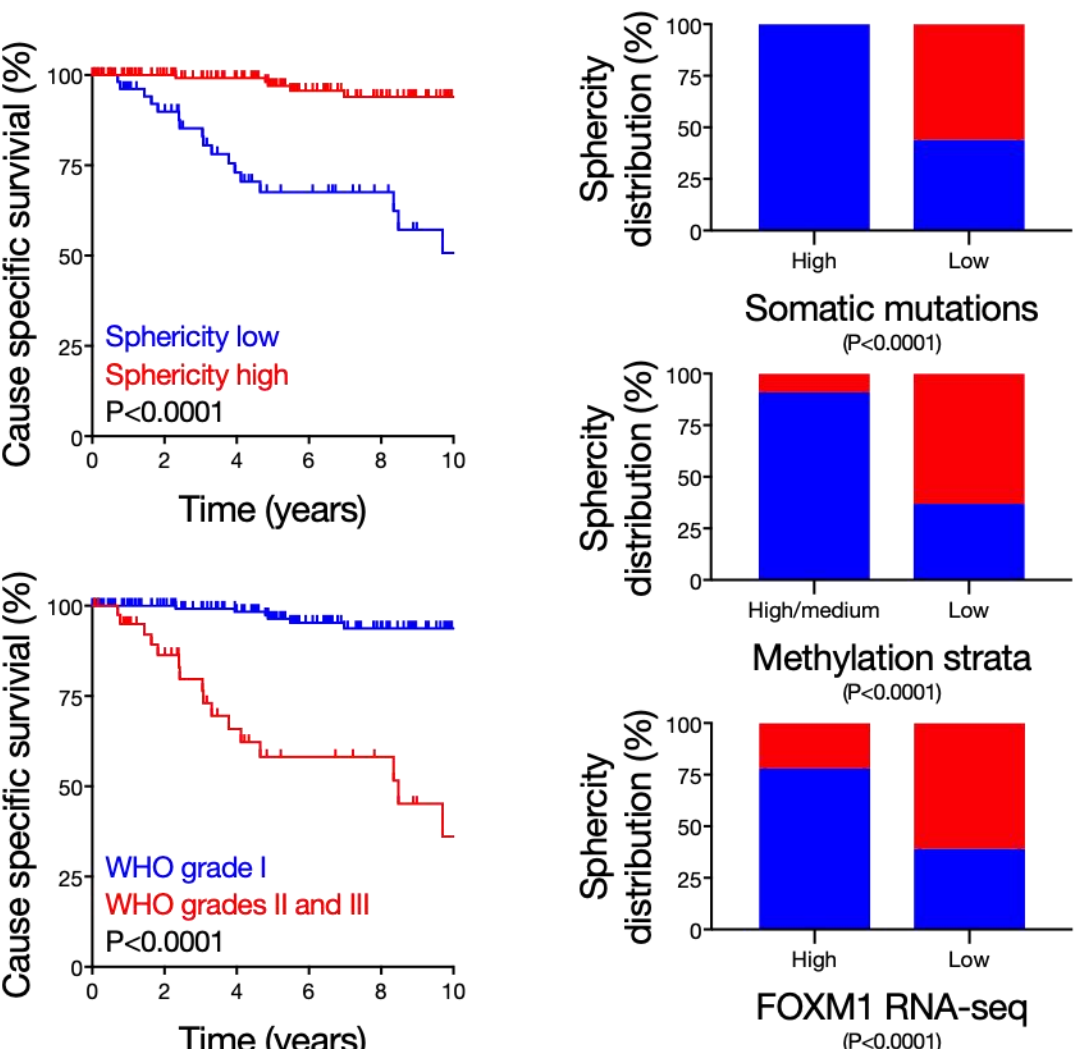 Cause specific survivial (%)
100
75
50
25
0
Sphericity low
Sphericity high
P<0.0001
0 2 4 6 8 10
Time (years)
Cause specific survivial (%)
100
75
50
25
0
WHO grade I
WHO grades II and III
P<0.0001
0 2 4 6 8 10
Time (years)
Sphercity
distribution (%)
100
75
50
25
0
High Low
Somatic mutations
(P<0.0001)
Sphercity
distribution (%)
100
75
50
25
0
High/medium Low
Methylation strata
(P<0.0001)
Sphercity
distribution (%)
100
75
50
25
0
High Low
FOXM1 RNA-seq
(P<0.0001)